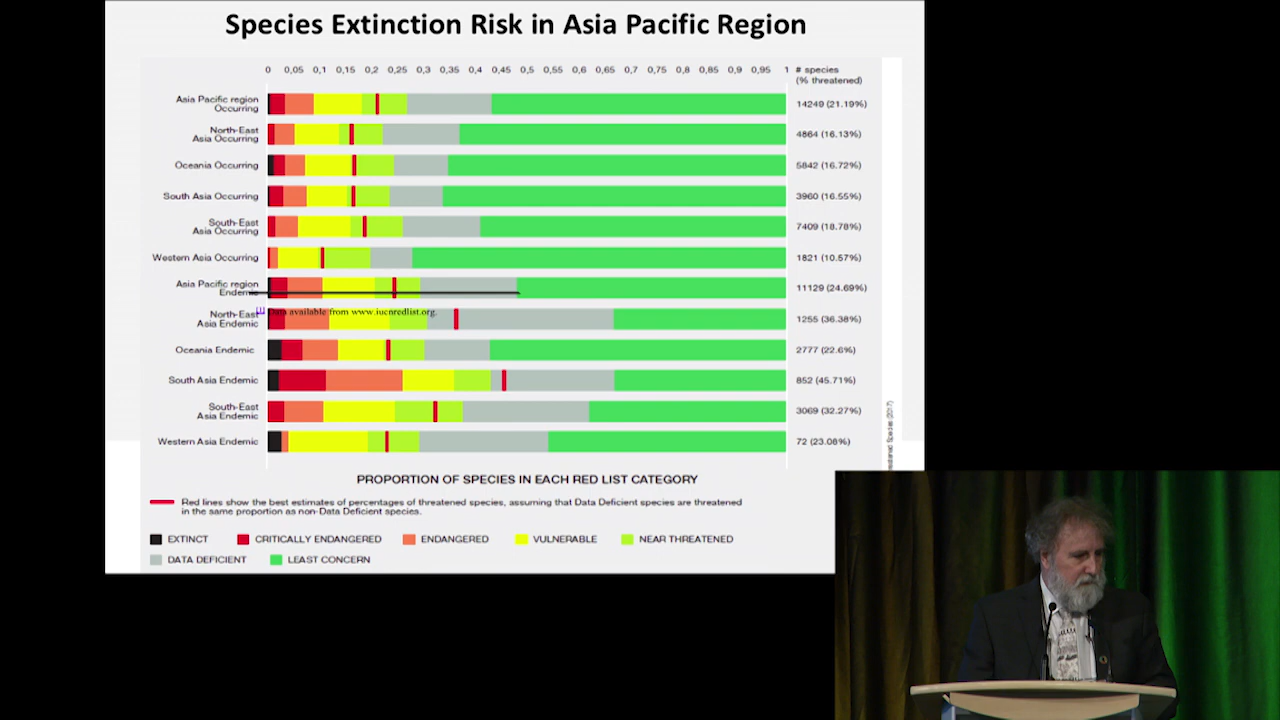 Species Extinction Risk in Asia Pacific Region
0 0,05 0,1 0,15 0,2 0,25 0,3 0,35 0,4 0,45 0,5 0,55 0,6 0,65 0,7 0,75 0,8 0,85 0,9 0,95 1
# species
(% threatened)
Asia Pacific region
Occurring
14249 (21.19%)
North-East
Asia Occurring
4864 (16.13%)
Oceania Occurring
5842 (16.72%)
South Asia Occurring
3960 (16.55%)
South-East
Asia Occurring
7409 (18.78%)
Western Asia Occurring
1821 (10.57%)
Asia Pacific region
Endemic
11129 (24.69%)
[1] Data available from www.iucnredlist.org.
North-East
Asia Endemic
1255 (36.38%)
Oceania Endemic
2777 (22.6%)
South Asia Endemic
852 (45.71%)
South-East
Asia Endemic
3069 (32.27%)
Western Asia Endemic
72 (23.08%)
Species (2017)
PROPORTION OF SPECIES IN EACH RED LIST CATEGORY
Red lines show the best estimates of percentages of threatened species, assuming that Data Deficient species are threatened
in the same proportion as non-Data Deficient species.
EXTINCT CRITICALLY ENDANGERED ENDANGERED VULNERABLE NEAR THREATENED
DATA DEFICIENT LEAST CONCERN